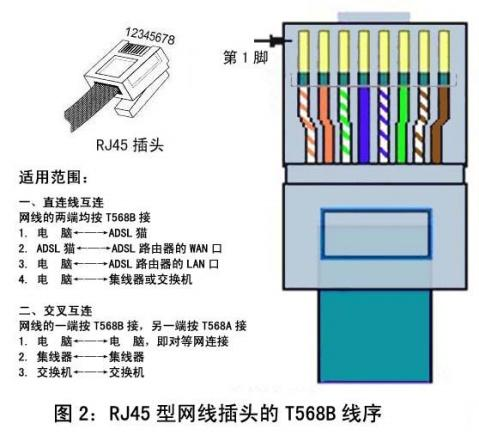 12345678
第1脚
RJ45 插头
适用范围:
一、直连线互连
网线的两端均按 T568B 接
1. 电 脑←——→ADSL 猫
2. ADSL 猫←——→ADSL 路由器的 WAN 口
3. 电 脑←——→ADSL 路由器的 LAN 口
4. 电 脑←——→集线器或交换机
二、交叉互连
网线的一端按 T568B 接，另一端按 T568A 接
1. 电 脑←——→电 脑，即对等网连接
2. 集线器←——→集线器
3. 交换机←——→交换机
图 2: RJ45 型网线插头的 T568B 线序